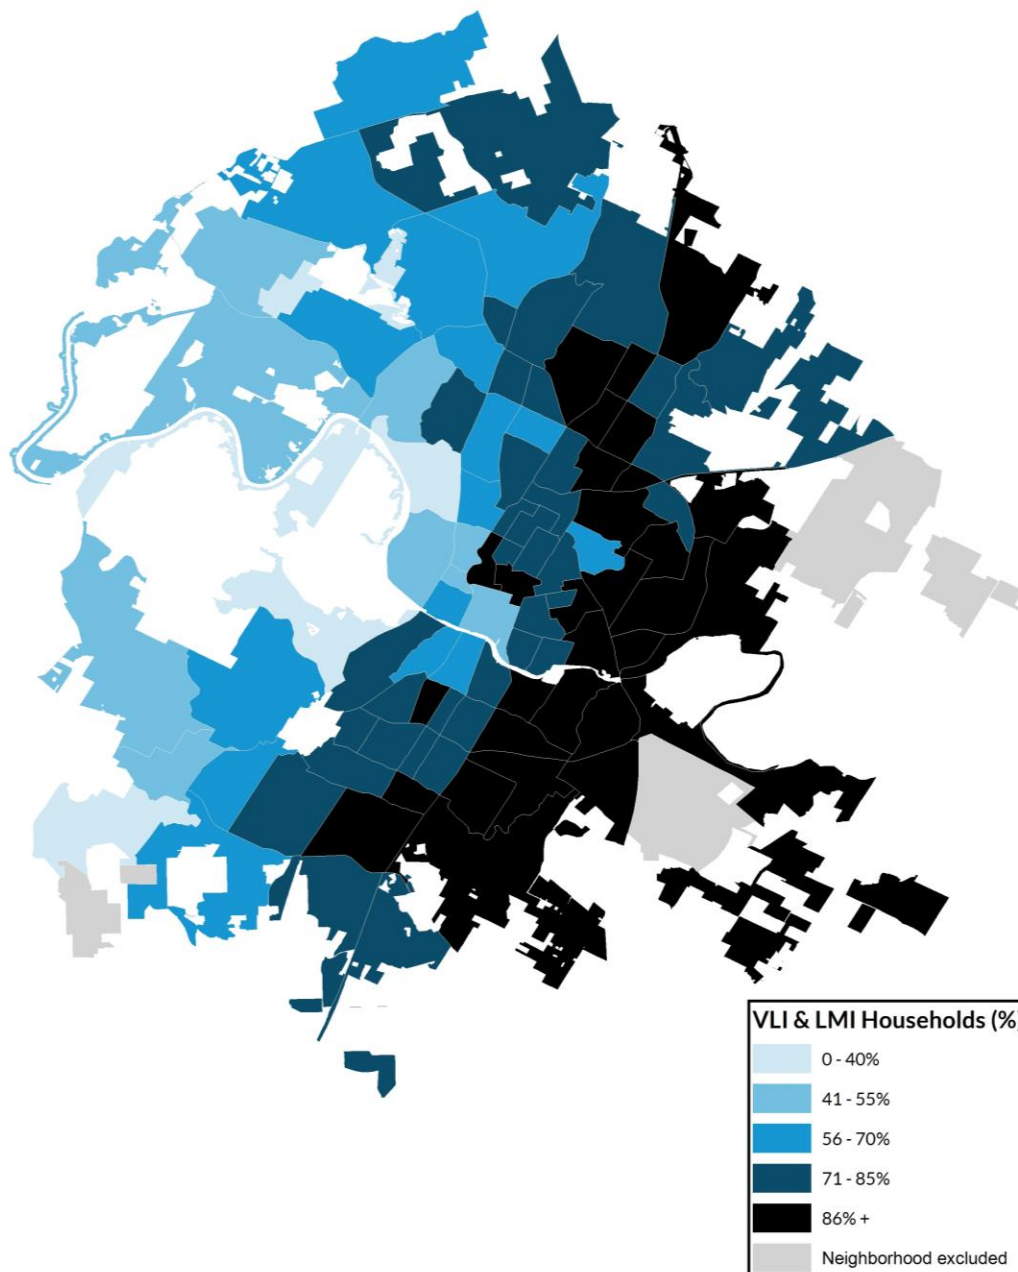 VLI & LMI Households (%)
0 - 40%
41 - 55%
56 - 70%
71 - 85%
86% +
Neighborhood excluded